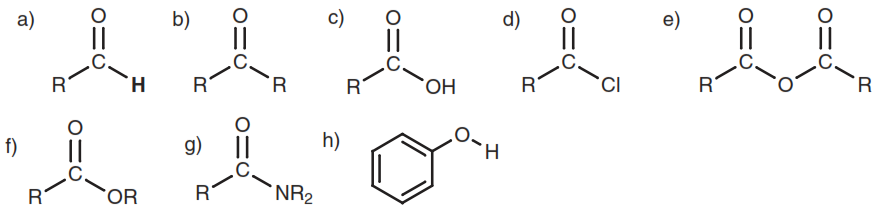 a) O C R H b) O C R R c) O C R OH d) O C R Cl e) O O C C R O R
f) O C R OR g) O C R NR₂ h) O H